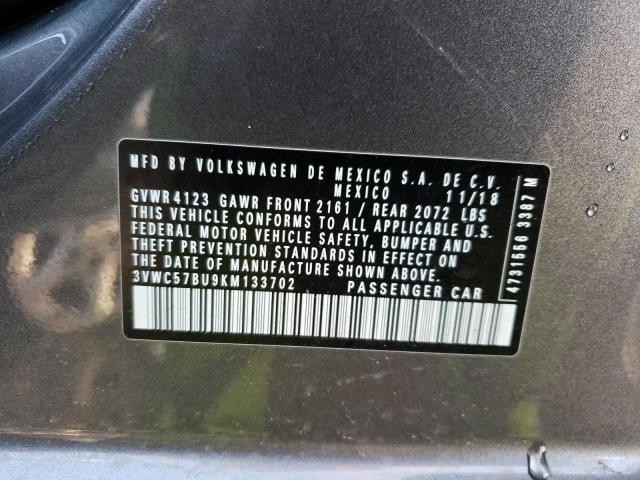 MFD BY VOLKSWAGEN DE MEXICO S.A. DE C.V.
MEXICO 11/18
GVWR 4123 GAWR FRONT 2161 / REAR 2072 LBS
THIS VEHICLE CONFORMS TO ALL APPLICABLE U.S.
FEDERAL MOTOR VEHICLE SAFETY, BUMPER AND
THEFT PREVENTION STANDARDS IN EFFECT ON
THE DATE OF MANUFACTURE SHOWN ABOVE.
3VWC57BU9KM133702 PASSENGER CAR
4731556 3387 M